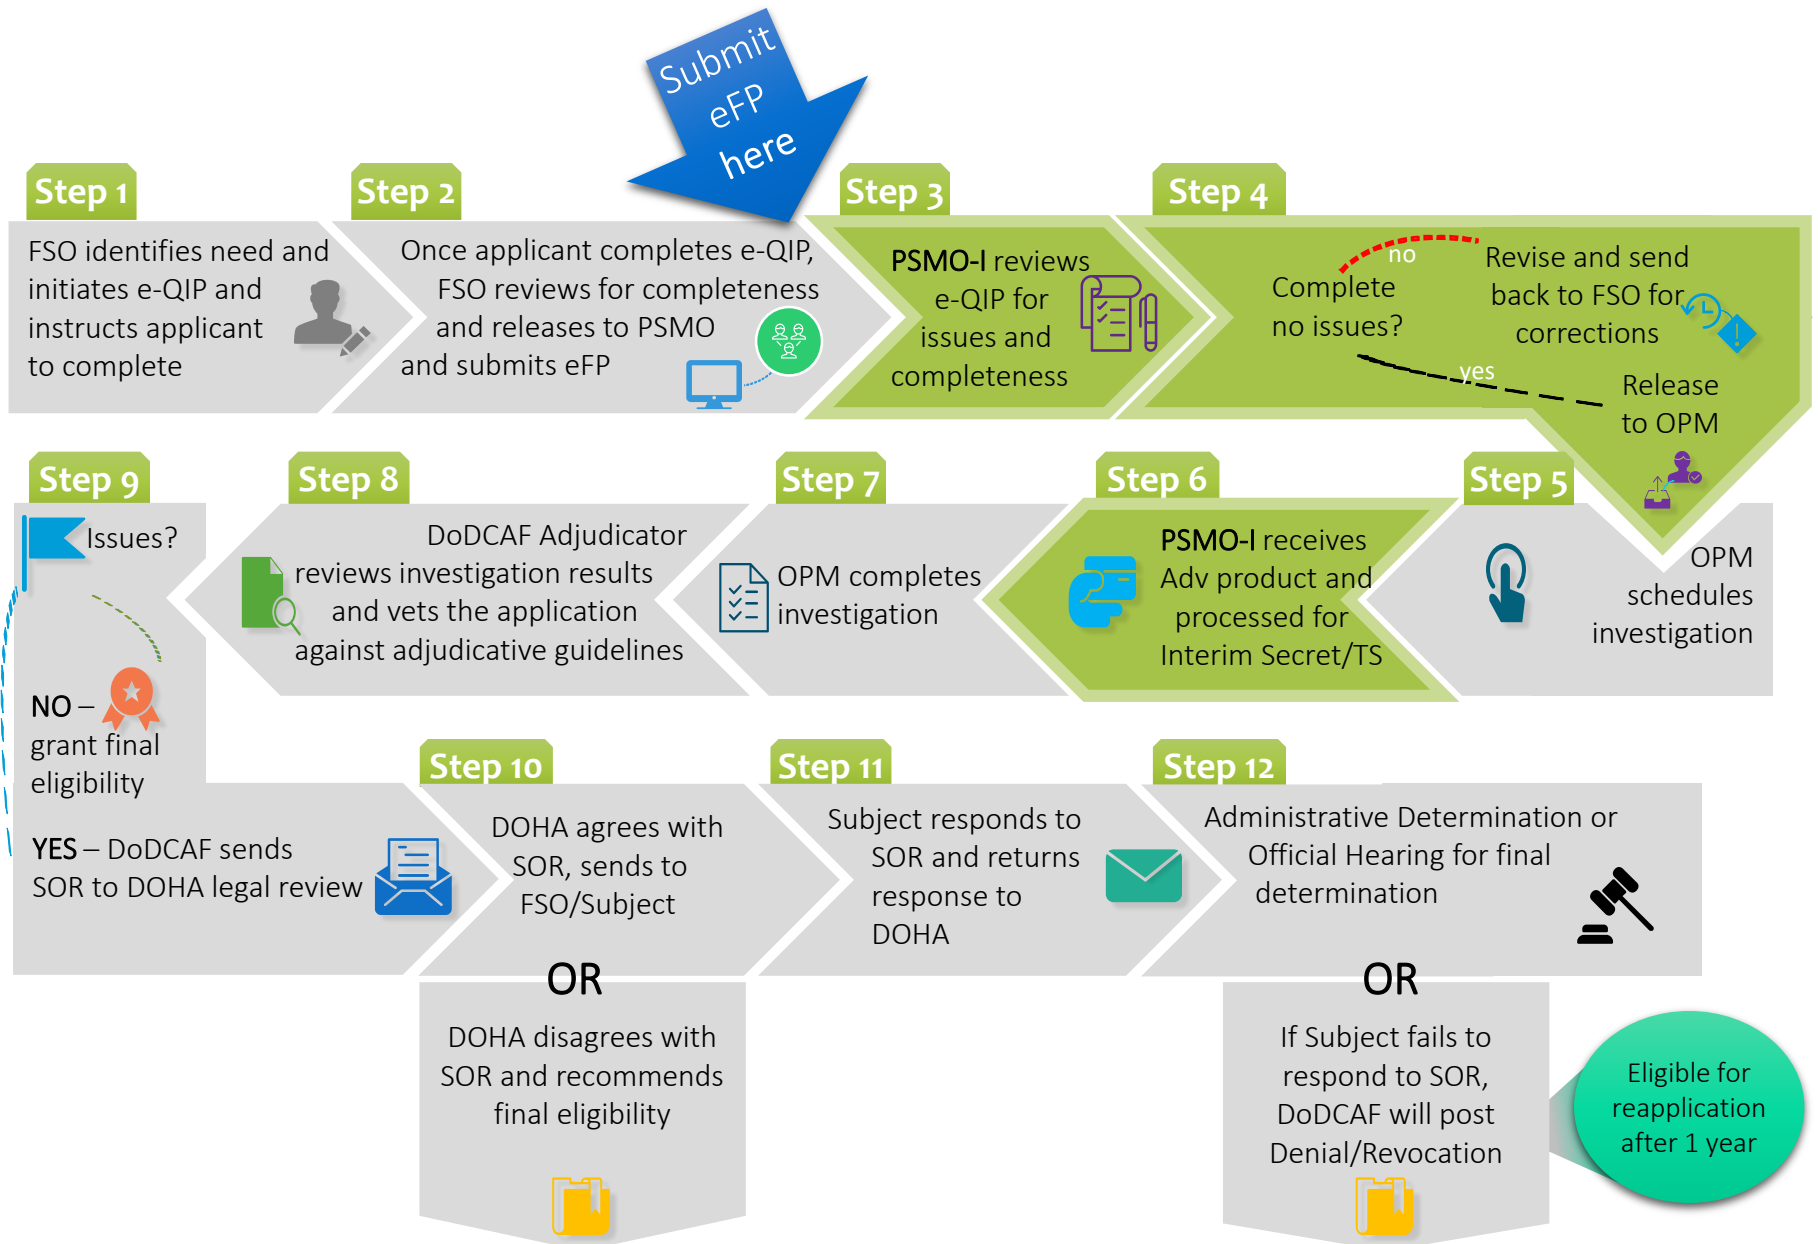 Submit
eFP
here
Step 1
FSO identifies need and
initiates e-QIP and
instructs applicant
to complete
Step 2
Once applicant completes e-QIP,
FSO reviews for completeness
and releases to PSMO
and submits eFP
Step 3
PSMO-I reviews
e-QIP for
issues and
completeness
Step 4
Complete
no issues?
no
Revise and send
back to FSO for
corrections
yes
Release
to OPM
Step 5
OPM
schedules
investigation
Step 6
PSMO-I receives
Adv product and
processed for
Interim Secret/TS
Step 7
OPM completes
investigation
Step 8
DoDCAF Adjudicator
reviews investigation results
and vets the application
against adjudicative guidelines
Step 9
Issues?
NO –
grant final
eligibility
YES – DoDCAF sends
SOR to DOHA legal review
Step 10
DOHA agrees with
SOR, sends to
FSO/Subject
OR
DOHA disagrees with
SOR and recommends
final eligibility
Step 11
Subject responds to
SOR and returns
response to
DOHA
Step 12
Administrative Determination or
Official Hearing for final
determination
OR
If Subject fails to
respond to SOR,
DoDCAF will post
Denial/Revocation
Eligible for
reapplication
after 1 year